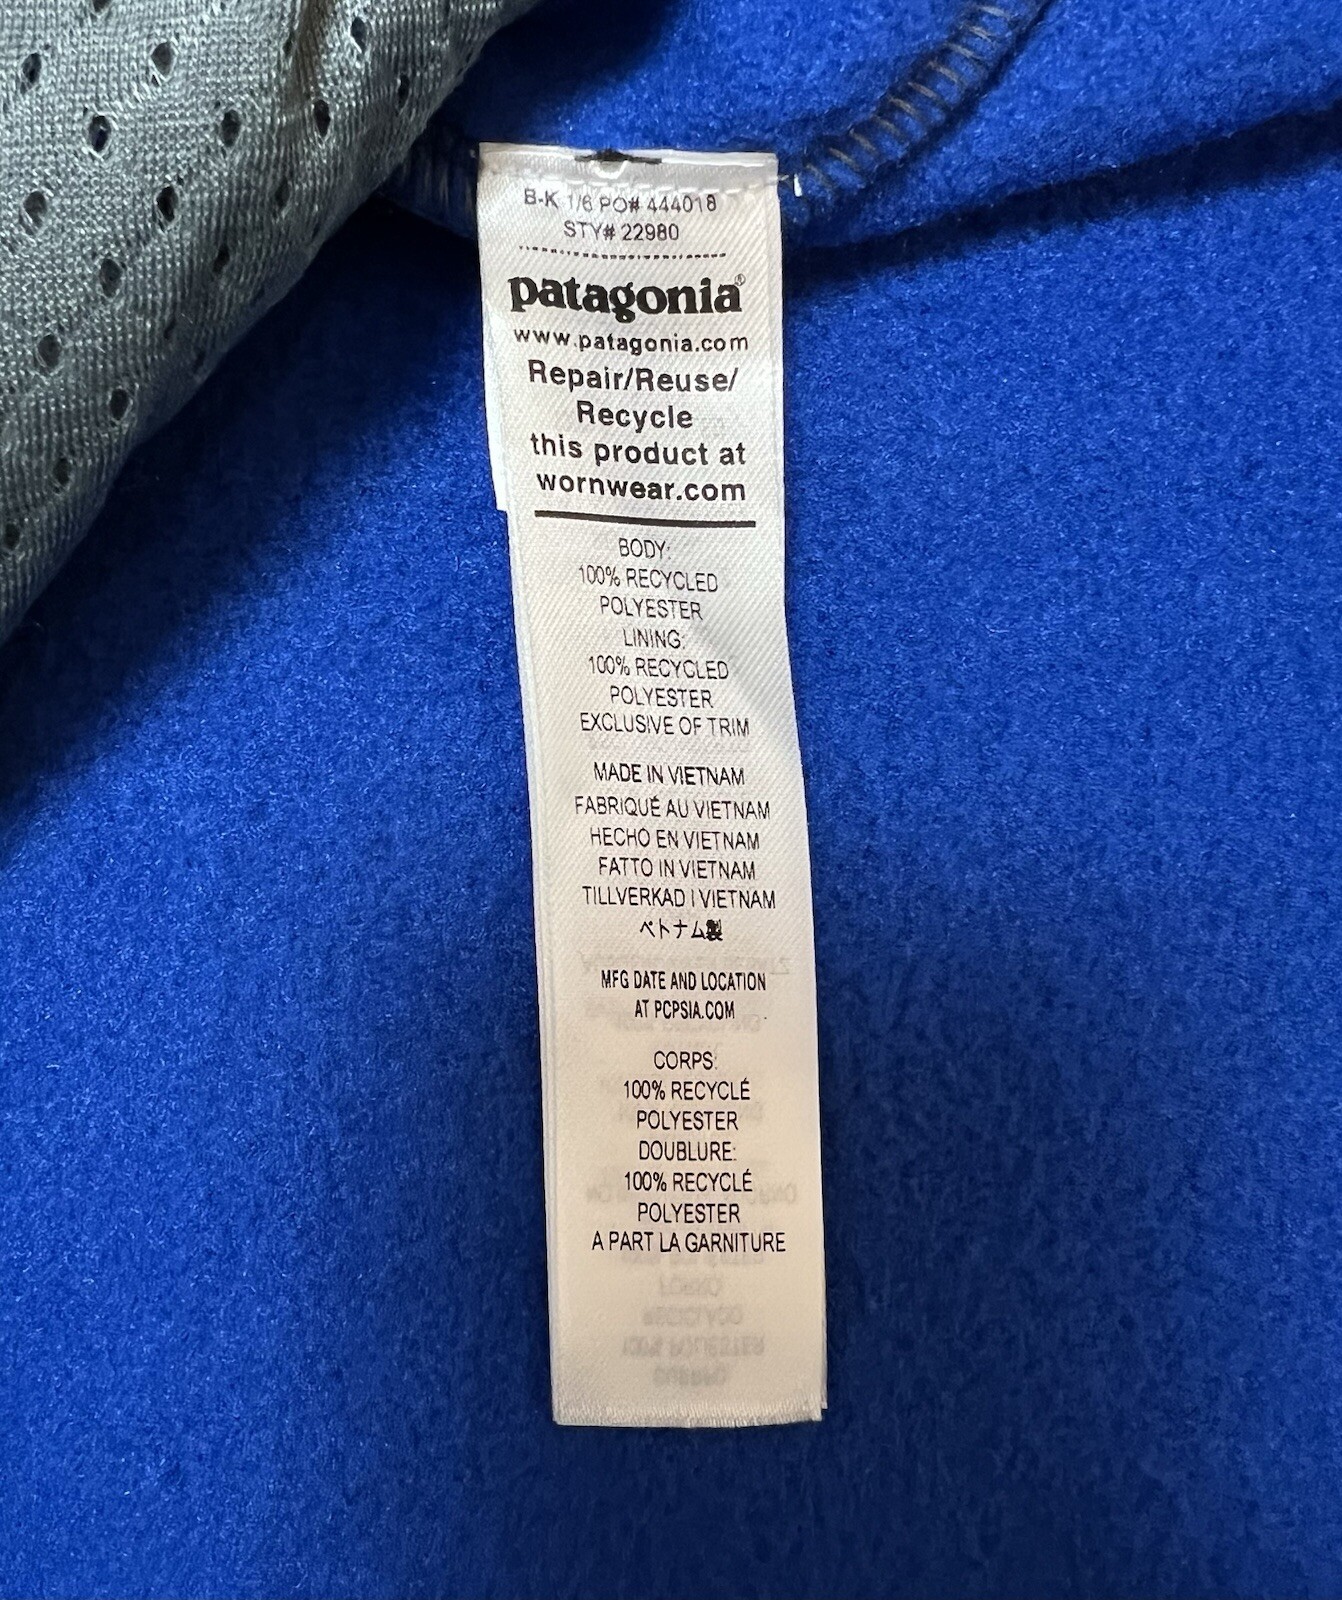 B-K 1/6 PO# 444018
STY# 22980
patagonia®
www.patagonia.com
Repair/Reuse/
Recycle
this product at
wornwear.com
BODY:
100% RECYCLED
POLYESTER
LINING:
100% RECYCLED
POLYESTER
EXCLUSIVE OF TRIM
MADE IN VIETNAM
FABRIQUÉ AU VIETNAM
HECHO EN VIETNAM
FATTO IN VIETNAM
TILLVERKAD I VIETNAM
ベトナム製
MFG DATE AND LOCATION
AT PCPSIA.COM
CORPS:
100% RECYCLÉ
POLYESTER
DOUBLURE:
100% RECYCLÉ
POLYESTER
A PART LA GARNITURE